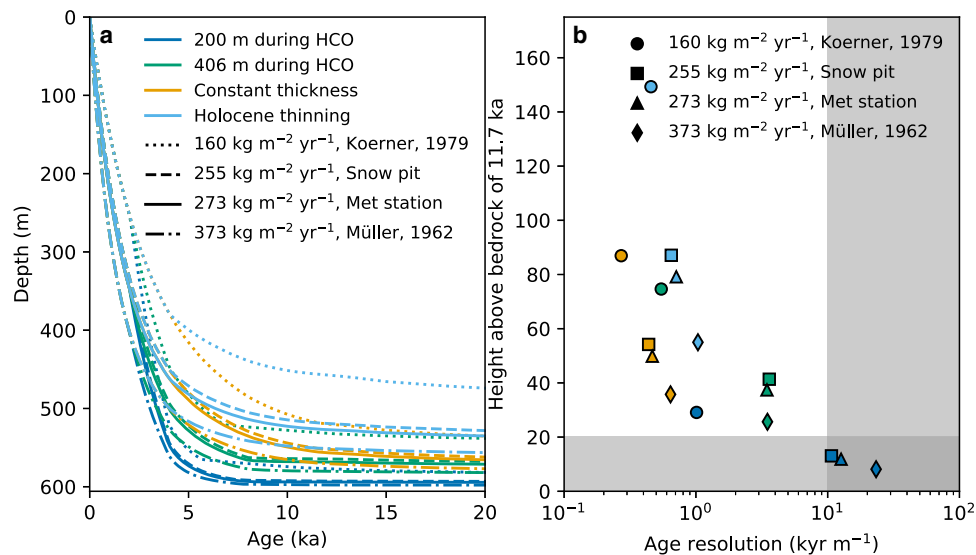 a
200 m during HCO
406 m during HCO
Constant thickness
Holocene thinning
160 kg m⁻² yr⁻¹, Koerner, 1979
255 kg m⁻² yr⁻¹, Snow pit
273 kg m⁻² yr⁻¹, Met station
373 kg m⁻² yr⁻¹, Müller, 1962
0
100
200
300
400
500
600
Depth (m)
0
5
10
15
20
Age (ka)
b
160 kg m⁻² yr⁻¹, Koerner, 1979
255 kg m⁻² yr⁻¹, Snow pit
273 kg m⁻² yr⁻¹, Met station
373 kg m⁻² yr⁻¹, Müller, 1962
160
140
120
100
80
60
40
20
0
Height above bedrock of 11.7 ka
10⁻¹
10⁰
10¹
10²
Age resolution (kyr m⁻¹)